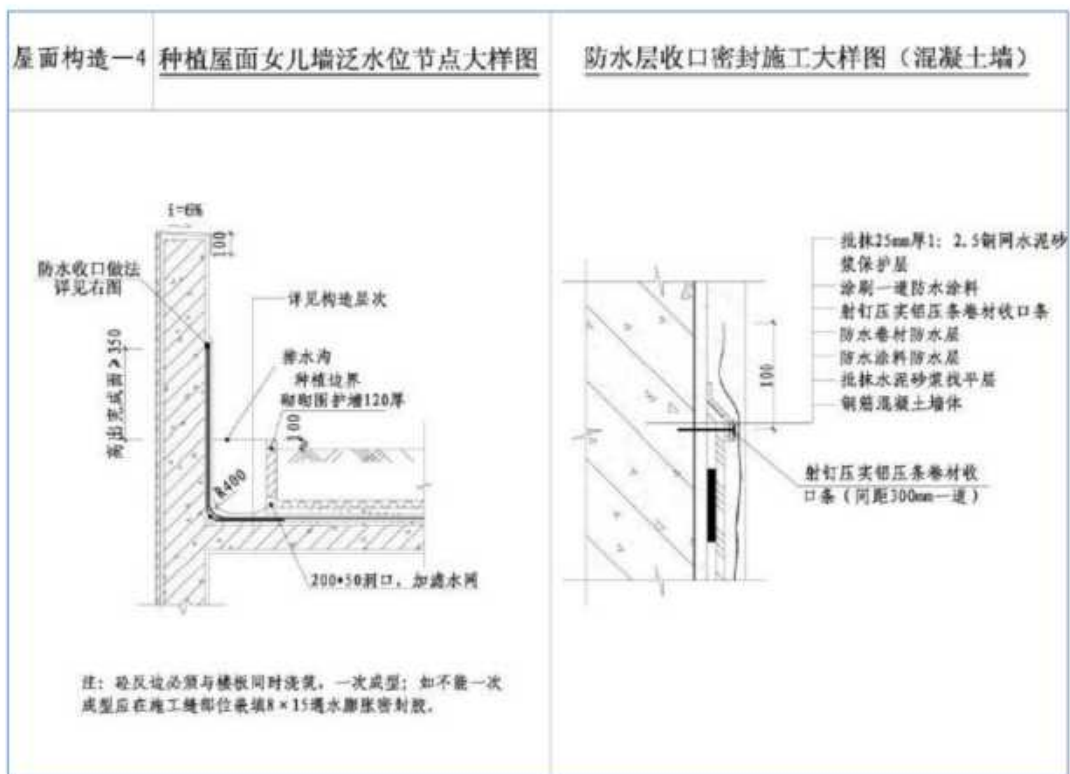 屋面构造—4
种植屋面女儿墙泛水位节点大样图
防水层收口密封施工大样图（混凝土墙）
i=6%
100
防水收口做法
详见右图
详见构造层次
高出完成面≥350
排水沟
种植边界
砌砌围护墙120厚
100
R400
200*50洞口，加滤水网
注：砼反边必须与楼板同时浇筑，一次成型；如不能一次
成型应在施工缝部位嵌填8×15遇水膨胀密封胶。
批抹25mm厚1：2.5钢网水泥砂
浆保护层
涂刷一道防水涂料
射钉压实铝压条卷材收口条
防水卷材防水层
防水涂料防水层
批抹水泥砂浆找平层
钢筋混凝土墙体
100
射钉压实铝压条卷材收
口条（间距300mm一道）